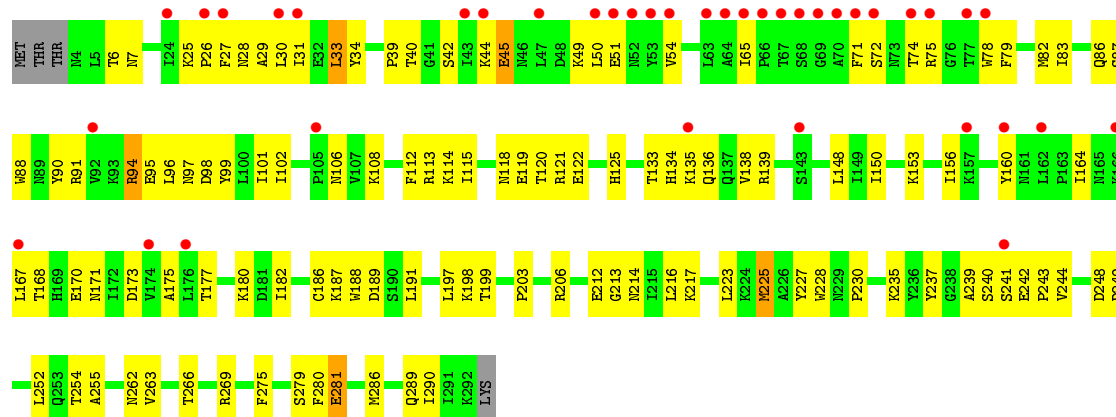 MET THR THR N4 L5 T6 N7 I24 K25 P26 F27 N28 A29 L30 I31 E32 L33 Y34 P39 T40 G41 S42 I43 K44 E45 N46 L47 D48 K49 L50 E51 N52 Y53 V54 L63 A64 I65 P66 T67 S68 G69 A70 F71 S72 N73 T74 R75 G76 T77 W78 F79 M82 I83 Q86
W88 N89 Y90 R91 V92 K93 R94 E95 L96 N97 D98 Y99 L100 I101 I102 P105 N106 V107 K108 F112 R113 K114 I115 N118 E119 T120 R121 E122 H125 T133 H134 K135 Q136 Q137 V138 R139 S143 L148 I149 I150 K153 I156 K157 Y160 N161 L162 P163 I164 N165
L167 T168 H169 E170 N171 I172 D173 V174 A175 L176 T177 K180 D181 I182 C186 K187 W188 D189 S190 L191 L197 K198 T199 P203 R206 E212 G213 N214 I215 L216 K217 L223 K224 M225 A226 Y227 W228 N229 P230 K235 Y236 Y237 G238 A239 S240 S241 E242 P243 V244 D248
L252 Q253 T254 A255 N262 V263 T266 R269 F275 S279 F280 E281 M286 Q289 I290 I291 K292 LYS